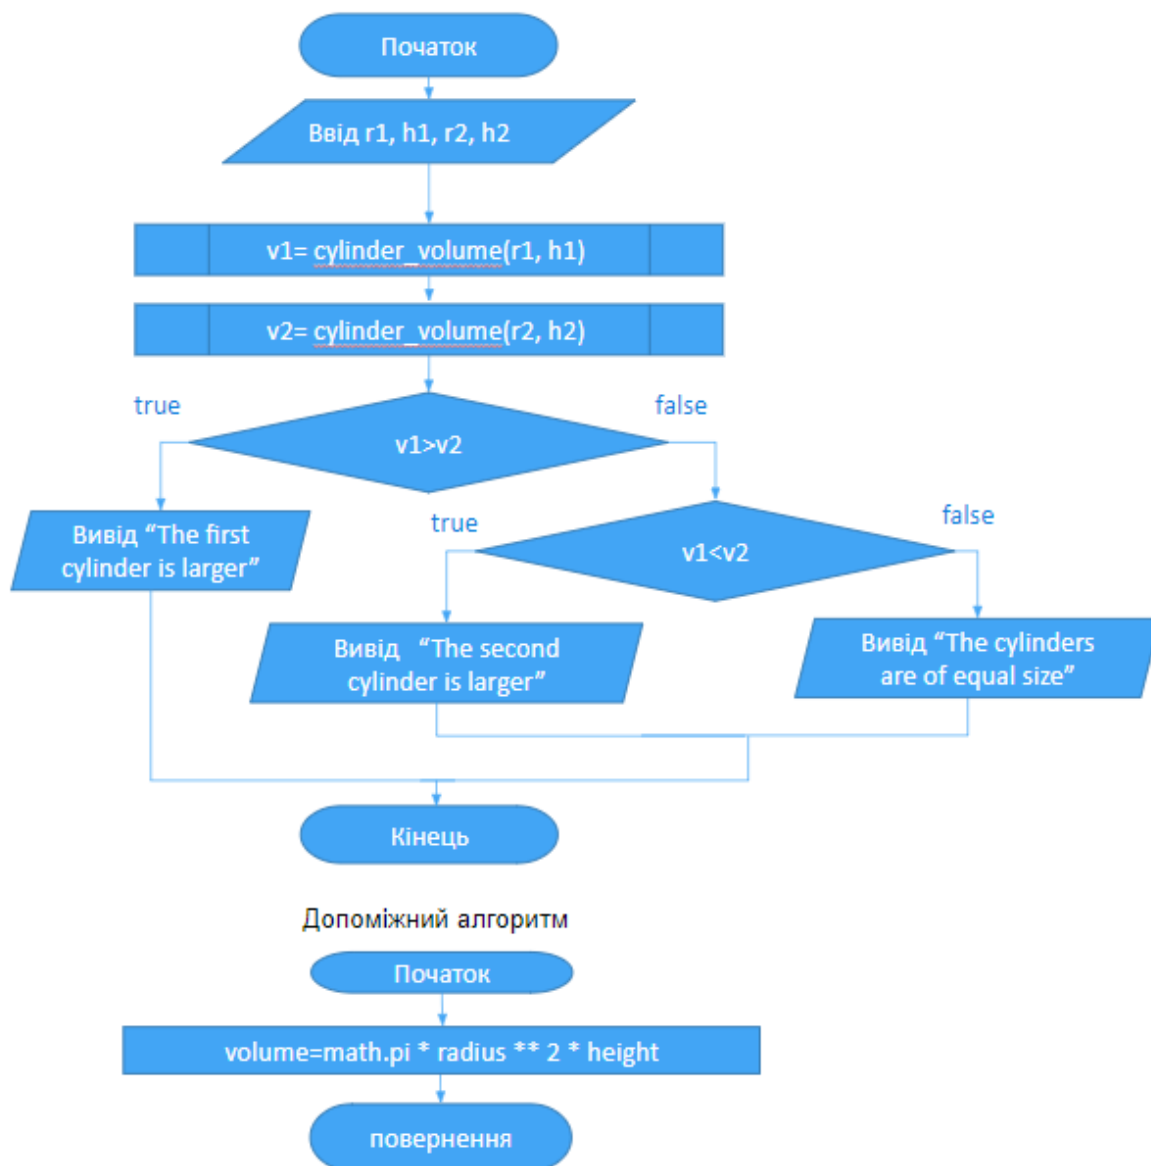 Початок
Ввід r1, h1, r2, h2
v1= cylinder_volume(r1, h1)
v2= cylinder_volume(r2, h2)
true
false
v1>v2
Вивід “The first
cylinder is larger”
true
false
v1<v2
Вивід “The second
cylinder is larger”
Вивід “The cylinders
are of equal size”
Кінець
Допоміжний алгоритм
Початок
volume=math.pi * radius ** 2 * height
повернення